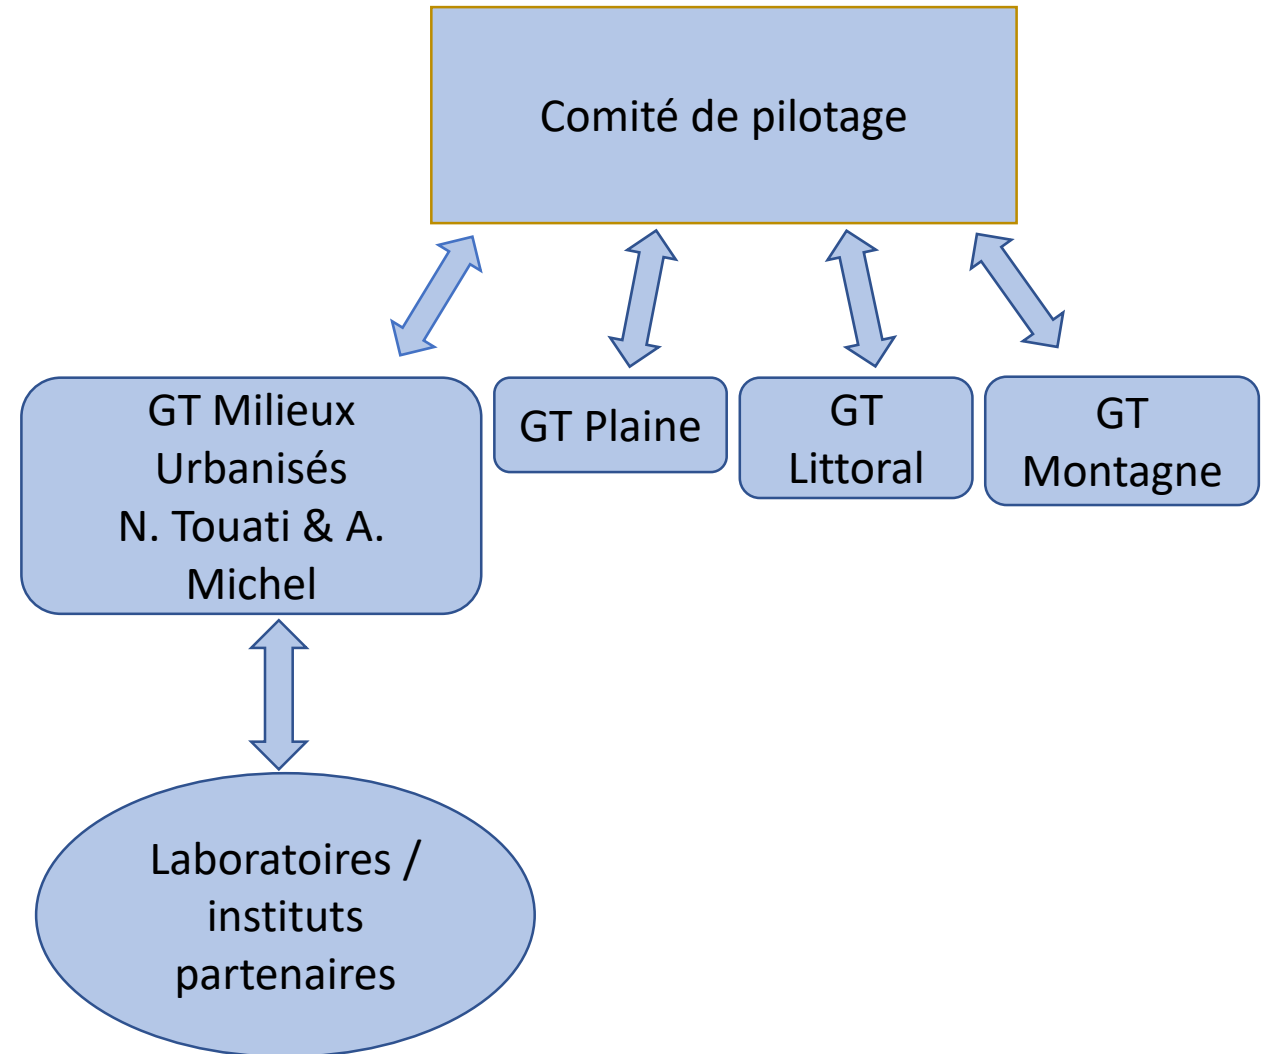 Comité de pilotage
GT Milieux
Urbanisés
N. Touati & A.
Michel
GT Plaine
GT
Littoral
GT
Montagne
Laboratoires /
instituts
partenaires